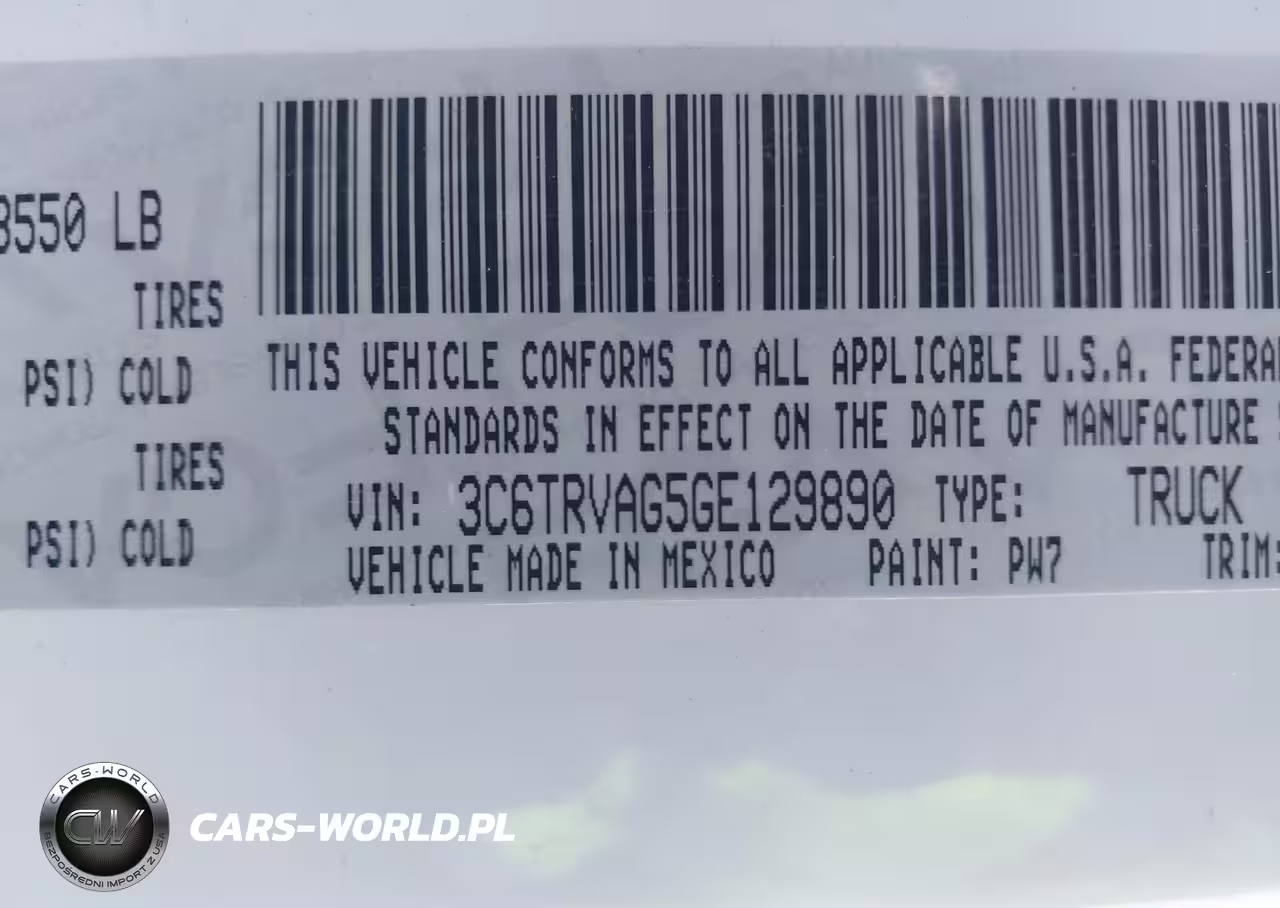 8550 LB
TIRES
PSI) COLD
TIRES
PSI) COLD
THIS VEHICLE CONFORMS TO ALL APPLICABLE U.S.A. FEDERA
STANDARDS IN EFFECT ON THE DATE OF MANUFACTURE
VIN: 3C6TRVAG5GE129890 TYPE: TRUCK
VEHICLE MADE IN MEXICO PAINT: PW7 TRIM:
CARS-WORLD
CW
BEZPOŚREDNI IMPORT Z USA
CARS-WORLD.PL